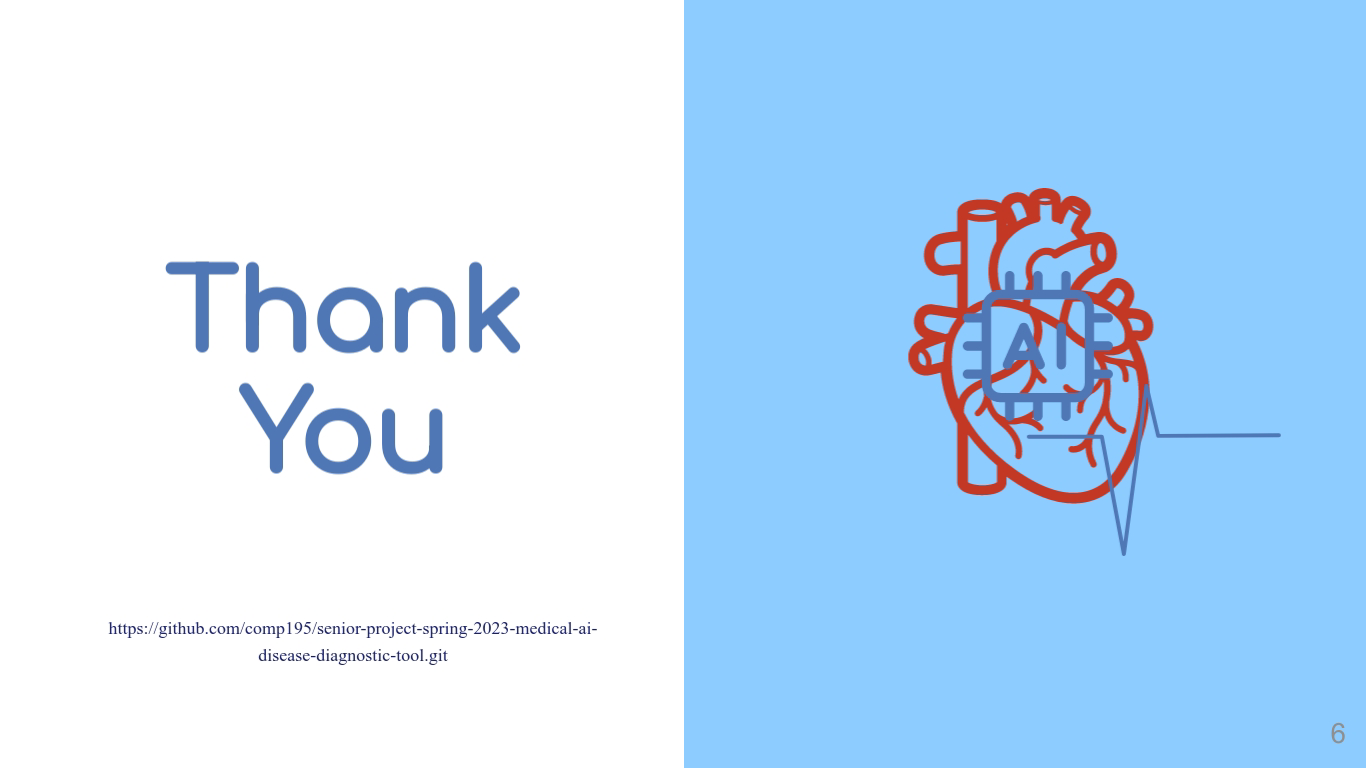 Thank
You
https://github.com/comp195/senior-project-spring-2023-medical-ai-
disease-diagnostic-tool.git
AI
6